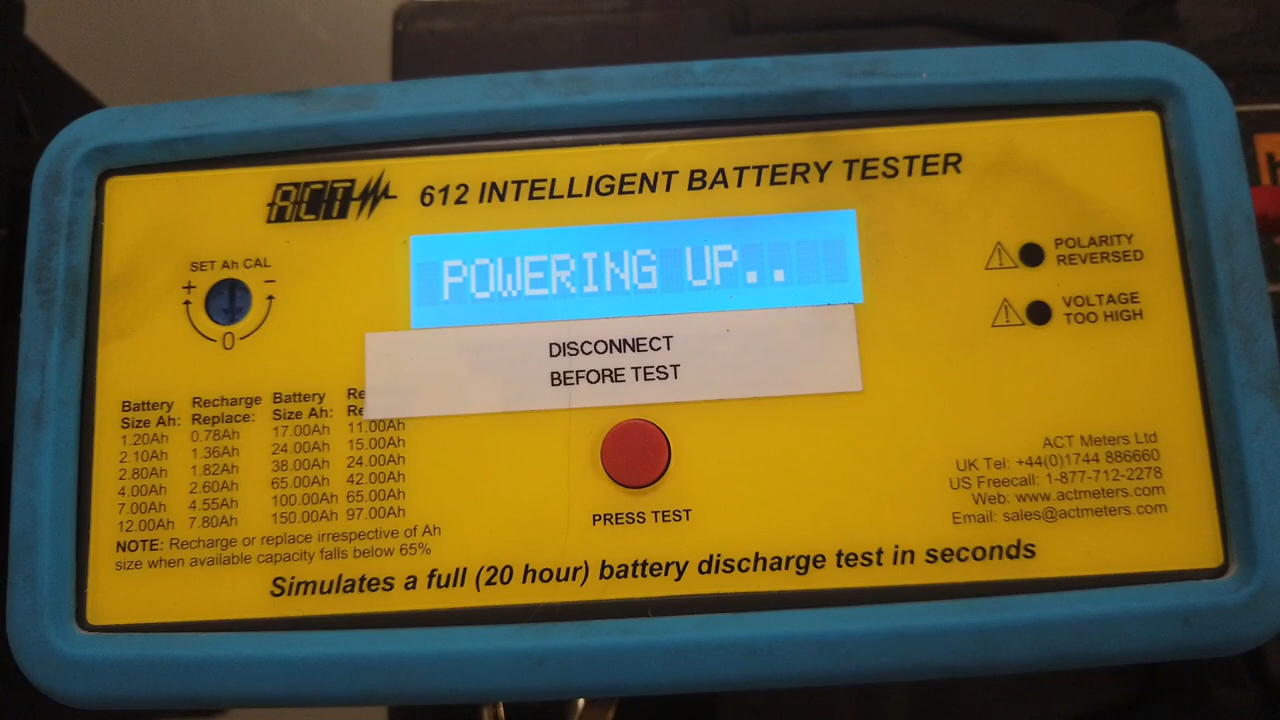 ACT 612 INTELLIGENT BATTERY TESTER
SET Ah CAL
+ -
0
POWERING UP..
DISCONNECT
BEFORE TEST
POLARITY
REVERSED
VOLTAGE
TOO HIGH
Battery Recharge Battery Re
Size Ah: Replace: Size Ah: Re
1.20Ah 0.78Ah 17.00Ah 11.00Ah
2.10Ah 1.36Ah 24.00Ah 15.00Ah
2.80Ah 1.82Ah 38.00Ah 24.00Ah
4.00Ah 2.60Ah 65.00Ah 42.00Ah
7.00Ah 4.55Ah 100.00Ah 65.00Ah
12.00Ah 7.80Ah 150.00Ah 97.00Ah
NOTE: Recharge or replace irrespective of Ah
size when available capacity falls below 65%
PRESS TEST
ACT Meters Ltd
UK Tel: +44(0)1744 886660
US Freecall: 1-877-712-2278
Web: www.actmeters.com
Email: sales@actmeters.com
Simulates a full (20 hour) battery discharge test in seconds